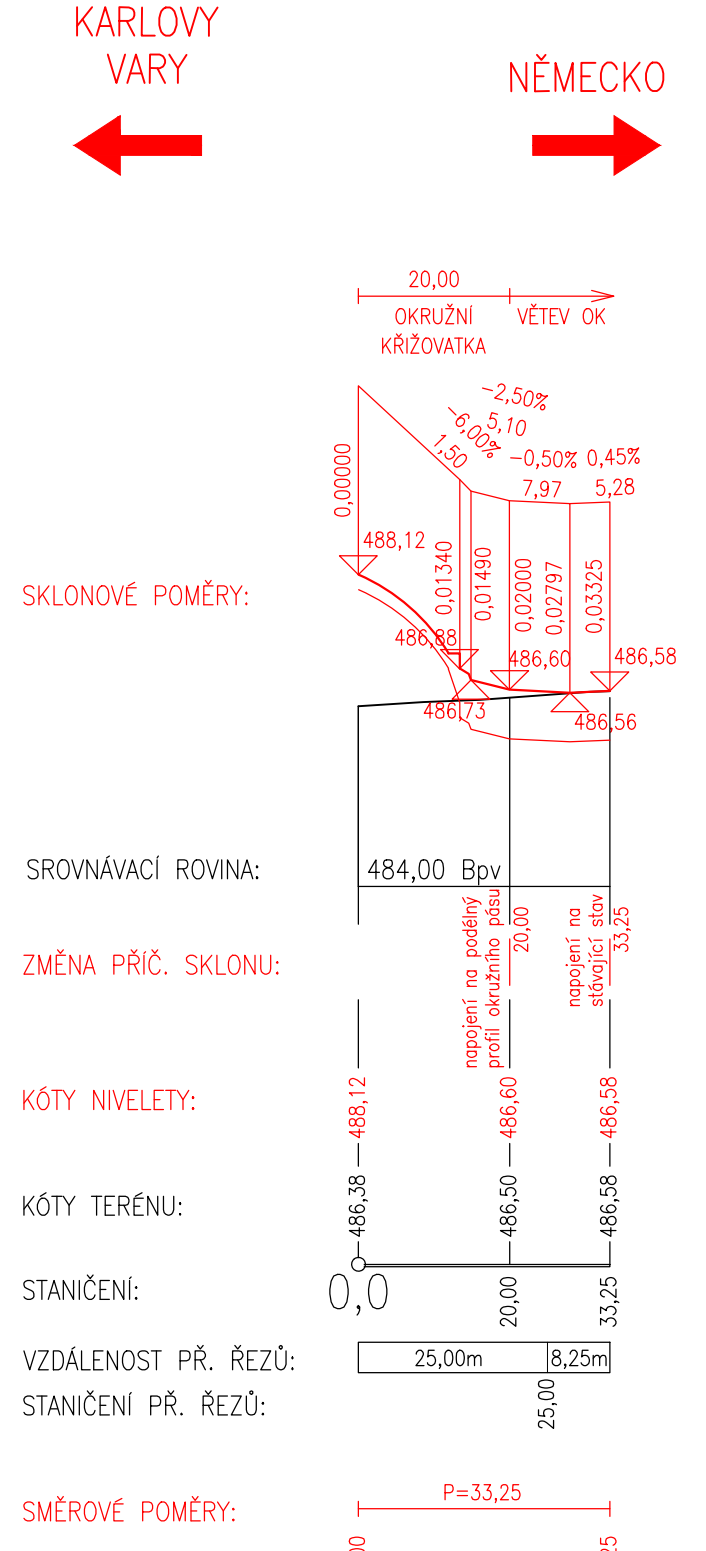 KARLOVY
VARY
NĚMECKO
20,00
OKRUŽNÍ
KŘIŽOVATKA
VĚTEV OK
-2,50%
5,10
-6,00%
1,50
-0,50%
7,97
0,45%
5,28
0,00000
488,12
0,01340
0,01490
0,02000
0,02797
0,03325
SKLONOVÉ POMĚRY:
486,88
486,60
486,58
486,73
486,56
SROVNÁVACÍ ROVINA:
484,00 Bpv
ZMĚNA PŘÍČ. SKLONU:
napojení na podélný
profil okružního pásu
20,00
napojení na
stávající stav
33,25
KÓTY NIVELETY:
488,12
486,60
486,58
KÓTY TERÉNU:
486,38
486,50
486,58
STANIČENÍ:
0,0
20,00
33,25
VZDÁLENOST PŘ. ŘEZŮ:
25,00m
8,25m
STANIČENÍ PŘ. ŘEZŮ:
25,00
SMĚROVÉ POMĚRY:
P=33,25